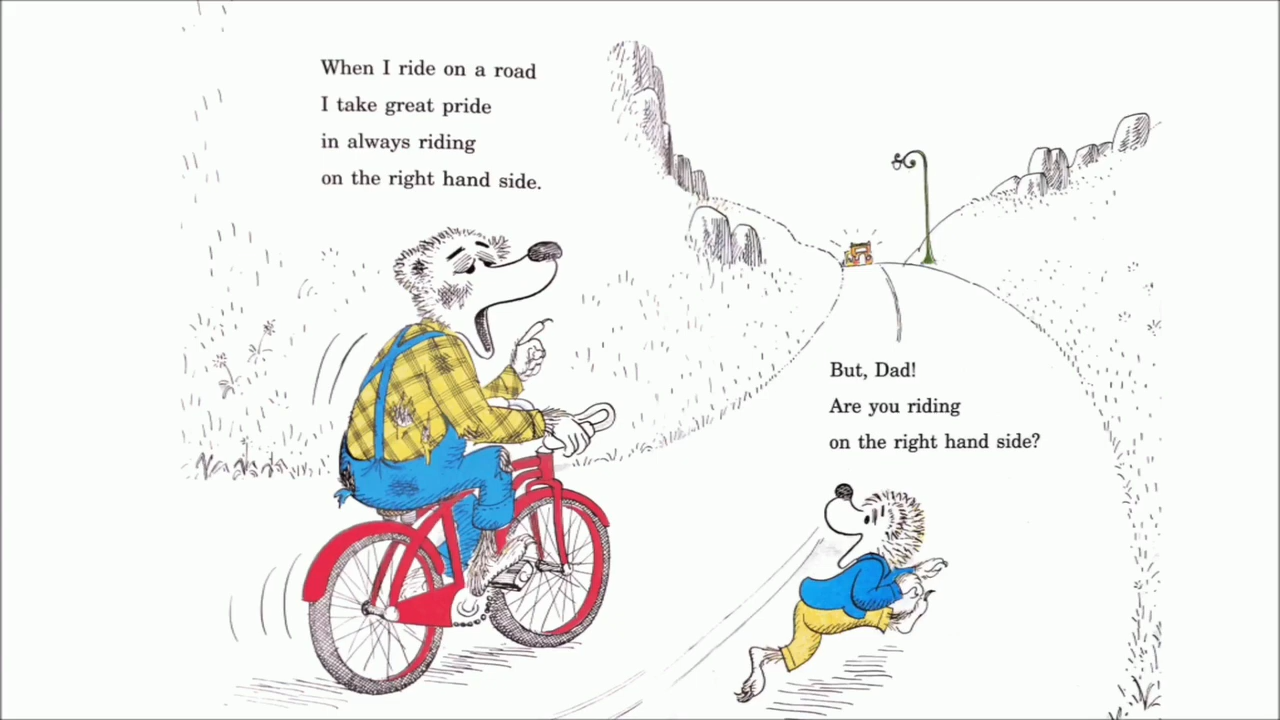 When I ride on a road
I take great pride
in always riding
on the right hand side.
But, Dad!
Are you riding
on the right hand side?